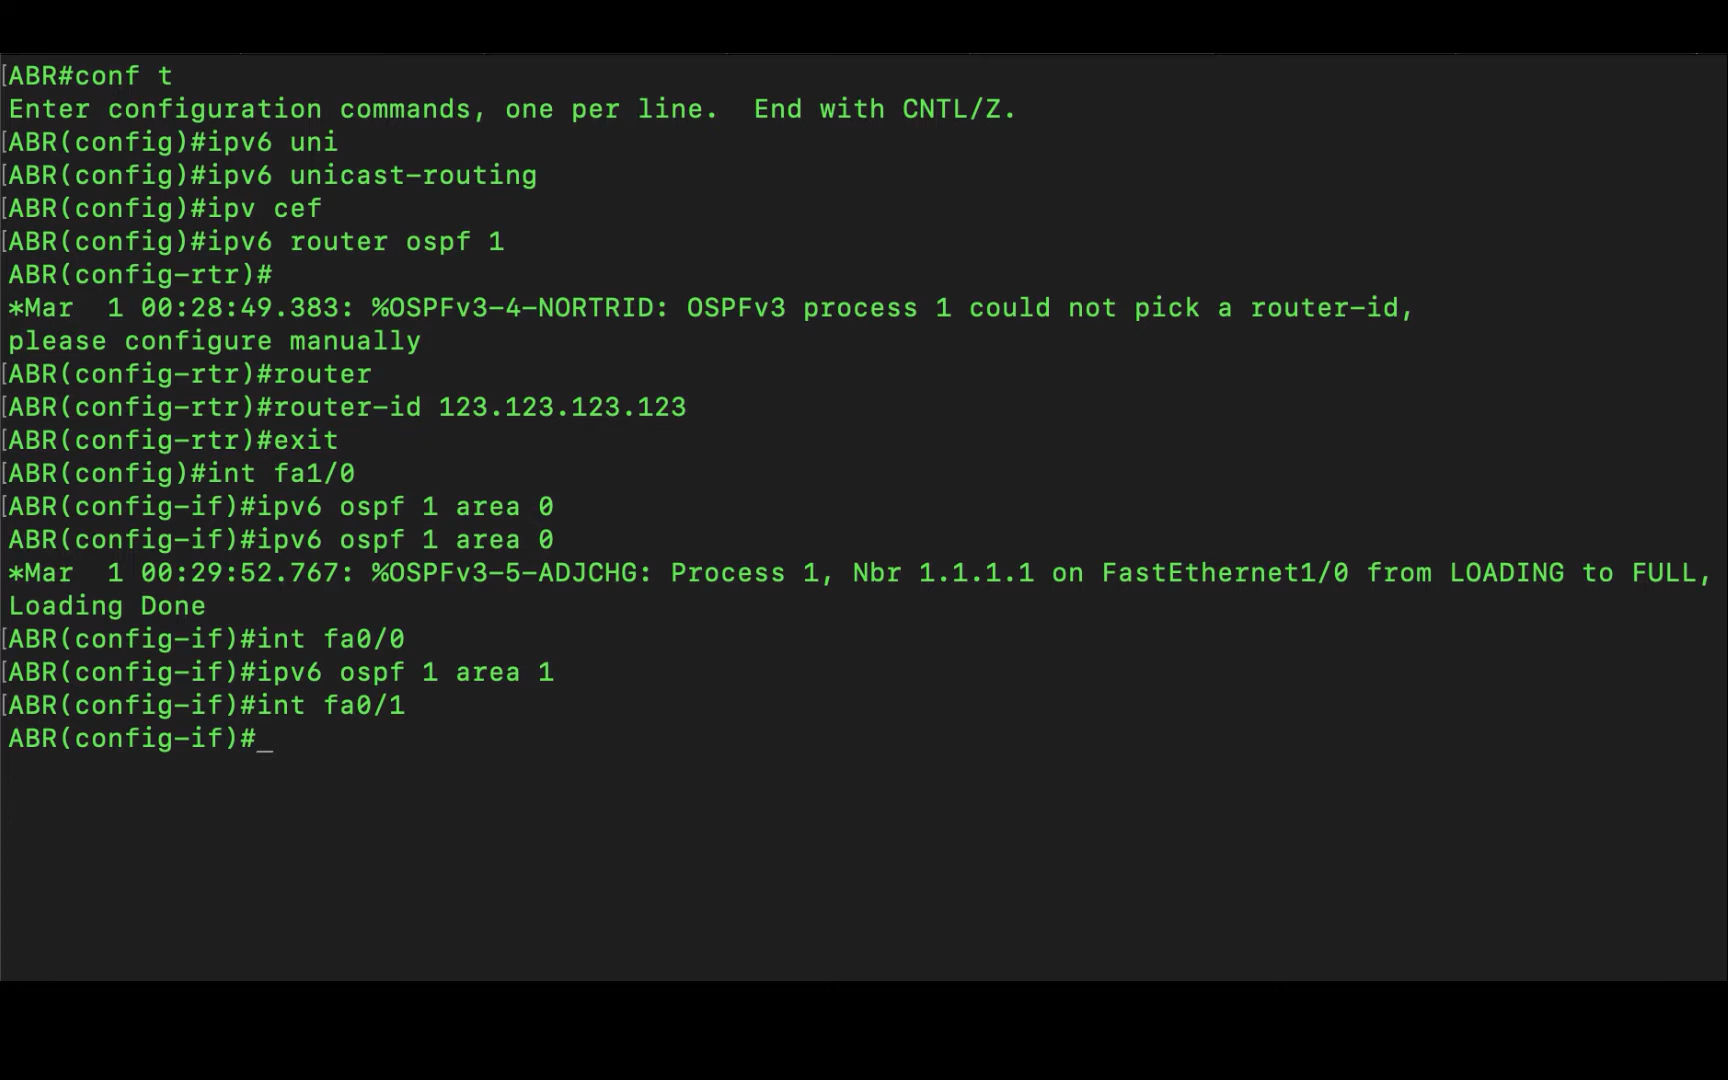 [ABR#conf t
Enter configuration commands, one per line.  End with CNTL/Z.
[ABR(config)#ipv6 uni
[ABR(config)#ipv6 unicast-routing
[ABR(config)#ipv cef
[ABR(config)#ipv6 router ospf 1
ABR(config-rtr)#
*Mar  1 00:28:49.383: %OSPFv3-4-NORTRID: OSPFv3 process 1 could not pick a router-id,
please configure manually
[ABR(config-rtr)#router
[ABR(config-rtr)#router-id 123.123.123.123
[ABR(config-rtr)#exit
[ABR(config)#int fa1/0
[ABR(config-if)#ipv6 ospf 1 area 0
ABR(config-if)#ipv6 ospf 1 area 0
*Mar  1 00:29:52.767: %OSPFv3-5-ADJCHG: Process 1, Nbr 1.1.1.1 on FastEthernet1/0 from LOADING to FULL,
Loading Done
[ABR(config-if)#int fa0/0
[ABR(config-if)#ipv6 ospf 1 area 1
[ABR(config-if)#int fa0/1
ABR(config-if)#_